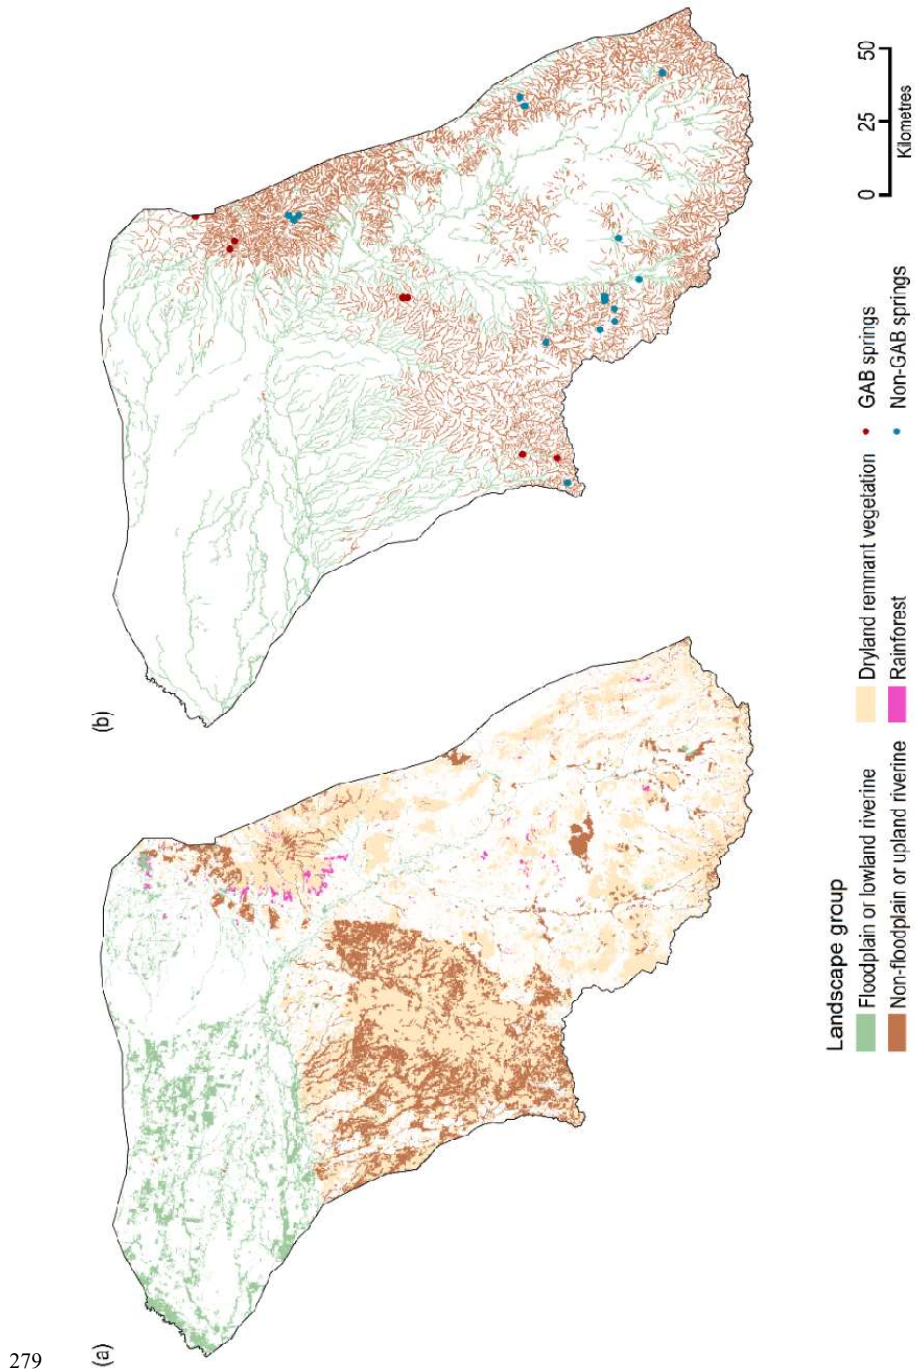 (a)
(b)
Landscape group
Floodplain or lowland riverine
Non-floodplain or upland riverine
Dryland remnant vegetation
Rainforest
GAB springs
Non-GAB springs
0 25 50
Kilometres
279